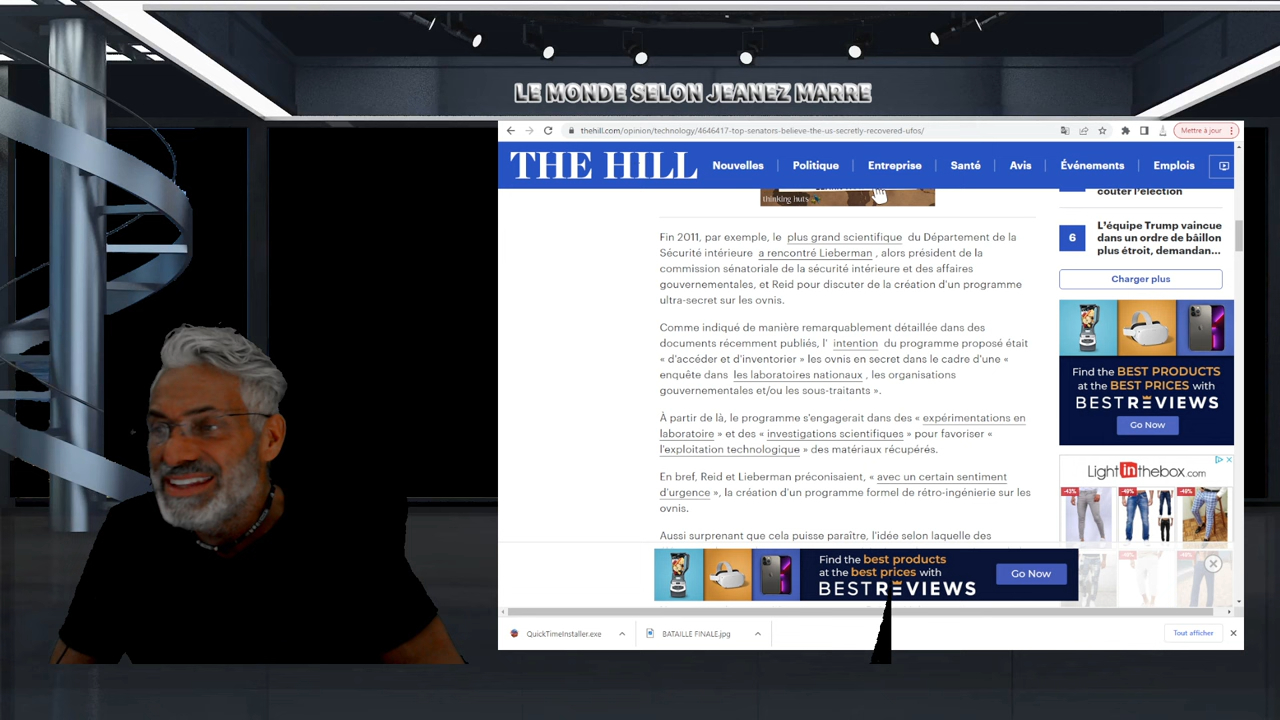 LE MONDE SELON JEANEZ MARRE
thehill.com/opinion/technology/4646417-top-senators-believe-the-us-secretly-recovered-ufos/
Mettre à jour
THE HILL
Nouvelles
Politique
Entreprise
Santé
Avis
Événements
Emplois
thinking huts
Fin 2011, par exemple, le plus grand scientifique du Département de la
Sécurité intérieure a rencontré Lieberman , alors président de la
commission sénatoriale de la sécurité intérieure et des affaires
gouvernementales, et Reid pour discuter de la création d'un programme
ultra-secret sur les ovnis.
Comme indiqué de manière remarquablement détaillée dans des
documents récemment publiés, l' intention du programme proposé était
« d'accéder et d'inventorier » les ovnis en secret dans le cadre d'une «
enquête dans les laboratoires nationaux , les organisations
gouvernementales et/ou les sous-traitants ».
À partir de là, le programme s'engagerait dans des « expérimentations en
laboratoire » et des « investigations scientifiques » pour favoriser «
l'exploitation technologique » des matériaux récupérés.
En bref, Reid et Lieberman préconisaient, « avec un certain sentiment
d'urgence », la création d'un programme formel de rétro-ingénierie sur les
ovnis.
Aussi surprenant que cela puisse paraître, l'idée selon laquelle des
coûter l'élection
6
L'équipe Trump vaincue
dans un ordre de bâillon
plus étroit, demandan...
Charger plus
Find the BEST PRODUCTS
at the BEST PRICES with
BESTREVIEWS
Go Now
Lightinthebox.com
-43%
-49%
-46%
Find the best products
at the best prices with
BESTREVIEWS
Go Now
QuickTimeInstaller.exe
BATAILLE FINALE.jpg
Tout afficher